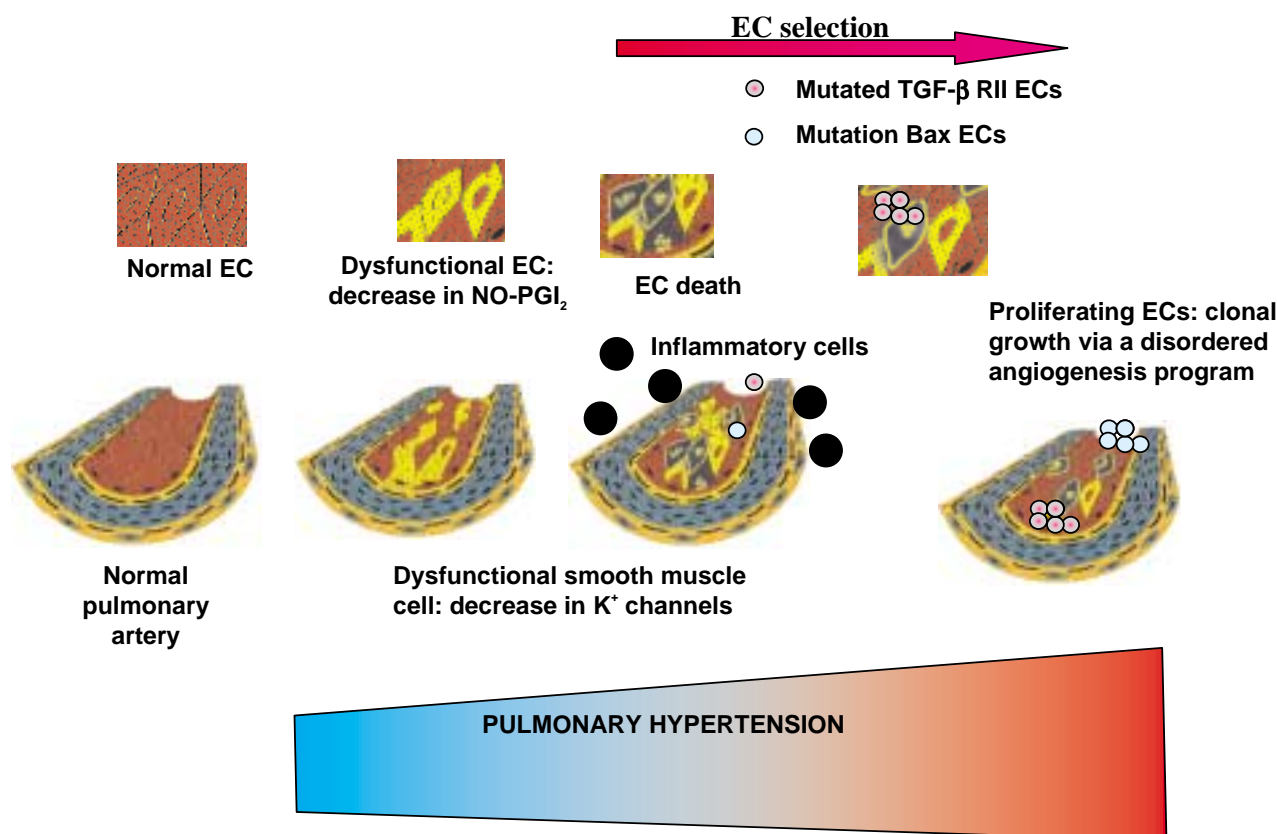 EC selection
Mutated TGF-β RII ECs
Mutation Bax ECs
Normal EC
Dysfunctional EC:
decrease in NO-PGI₂
EC death
Proliferating ECs: clonal
growth via a disordered
angiogenesis program
Inflammatory cells
Normal
pulmonary
artery
Dysfunctional smooth muscle
cell: decrease in K⁺ channels
PULMONARY HYPERTENSION